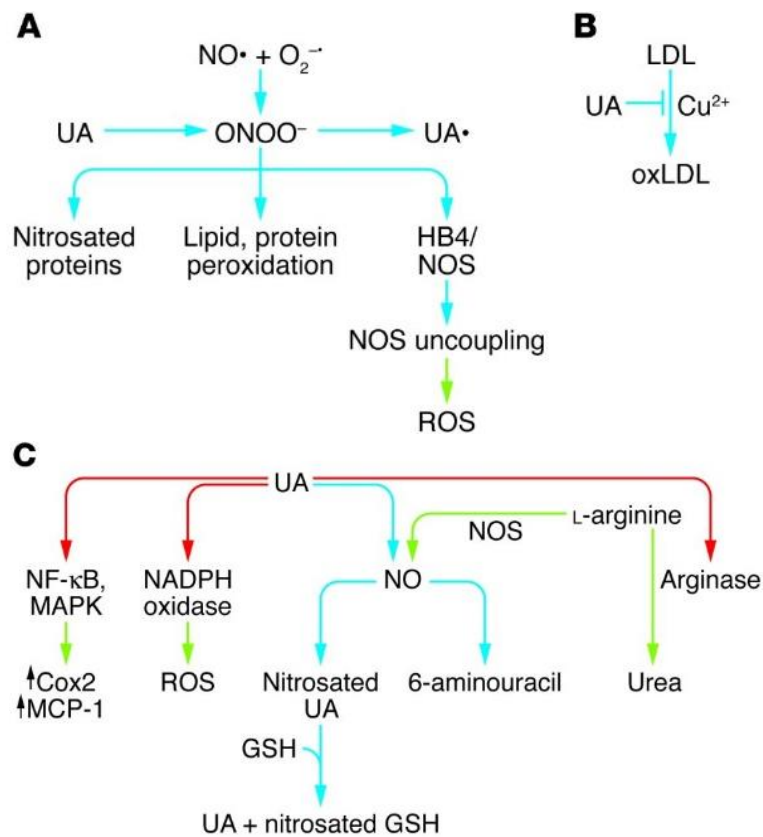 A
B
NO• + O₂⁻•
LDL
UA
ONOO⁻
UA•
UA
Cu²⁺
oxLDL
Nitrosated
proteins
Lipid, protein
peroxidation
HB4/
NOS
NOS uncoupling
ROS
C
UA
NOS
L-arginine
NF-κB,
MAPK
NADPH
oxidase
NO
Arginase
↑Cox2
↑MCP-1
ROS
Nitrosated
UA
6-aminouracil
Urea
GSH
UA + nitrosated GSH